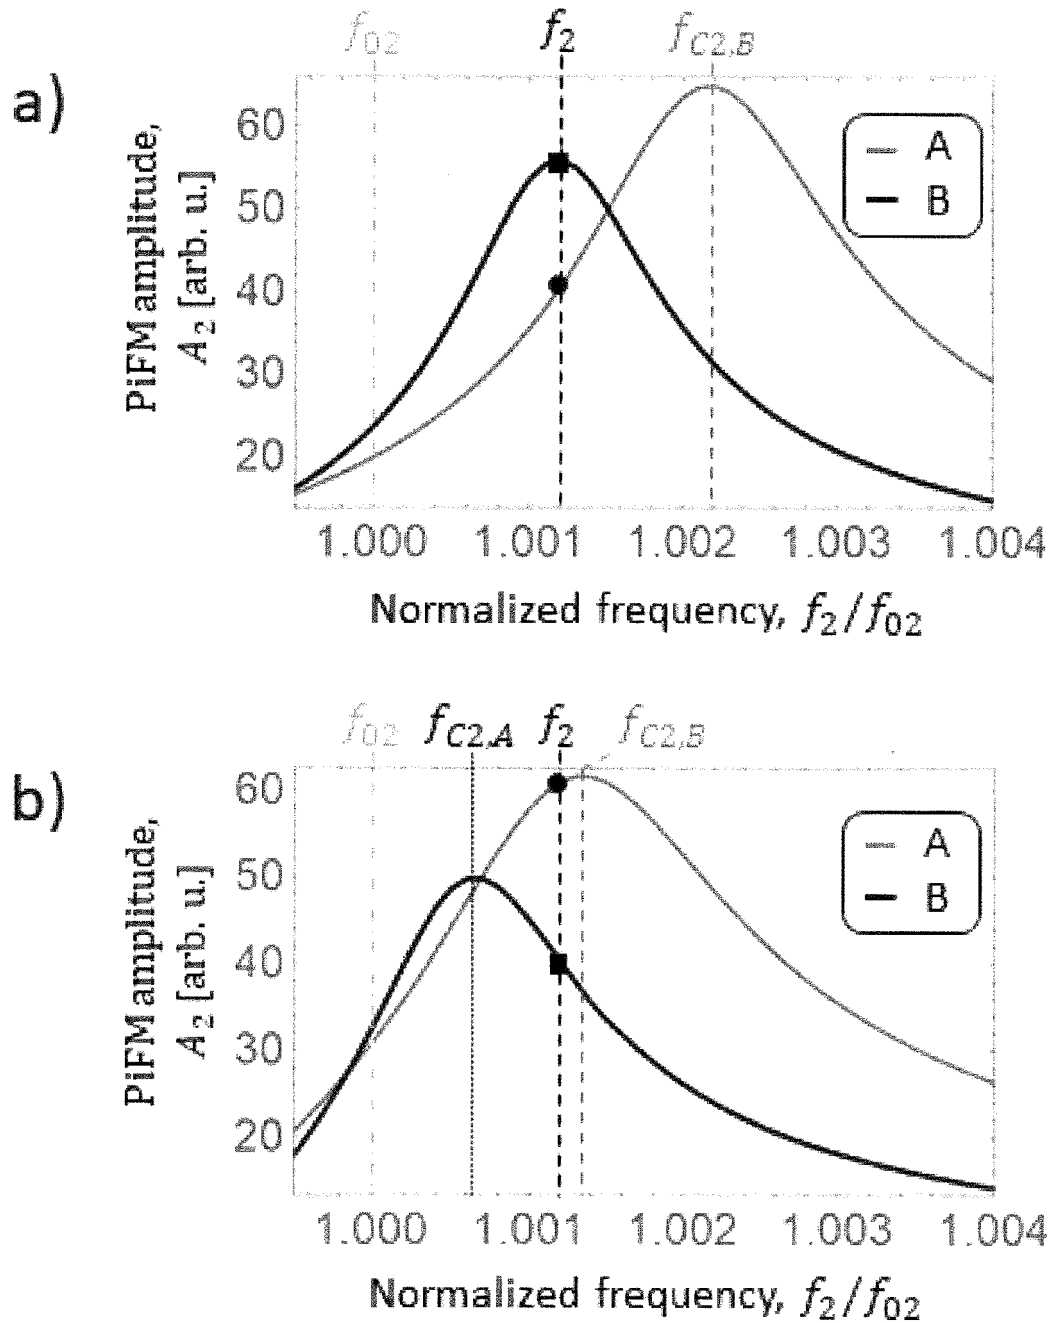 a)
f02 f2 fC2,B
PiFM amplitude,
A2 [arb. u.]
60
50
40
30
20
A
B
1.000 1.001 1.002 1.003 1.004
Normalized frequency, f2/f02
b)
f02 fC2,A f2 fC2,B
PiFM amplitude,
A2 [arb. u.]
60
50
40
30
20
A
B
1.000 1.001 1.002 1.003 1.004
Normalized frequency, f2/f02